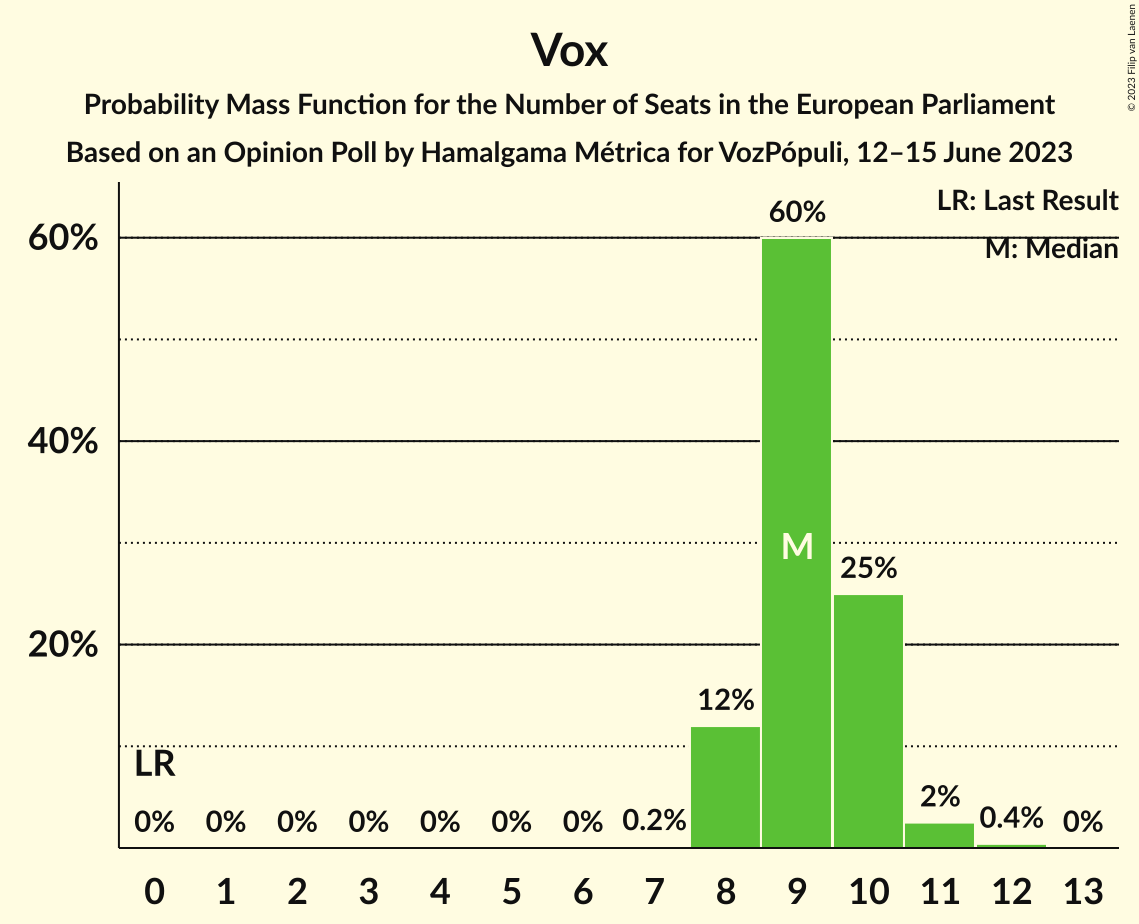 Vox
Probability Mass Function for the Number of Seats in the European Parliament
Based on an Opinion Poll by Hamalgama Métrica for VozPópuli, 12–15 June 2023
© 2023 Filip van Laenen
LR: Last Result
M: Median
60%
40%
20%
LR
0% 0% 0% 0% 0% 0% 0% 0.2% 12% 60% 25% 2% 0.4% 0%
M
0 1 2 3 4 5 6 7 8 9 10 11 12 13